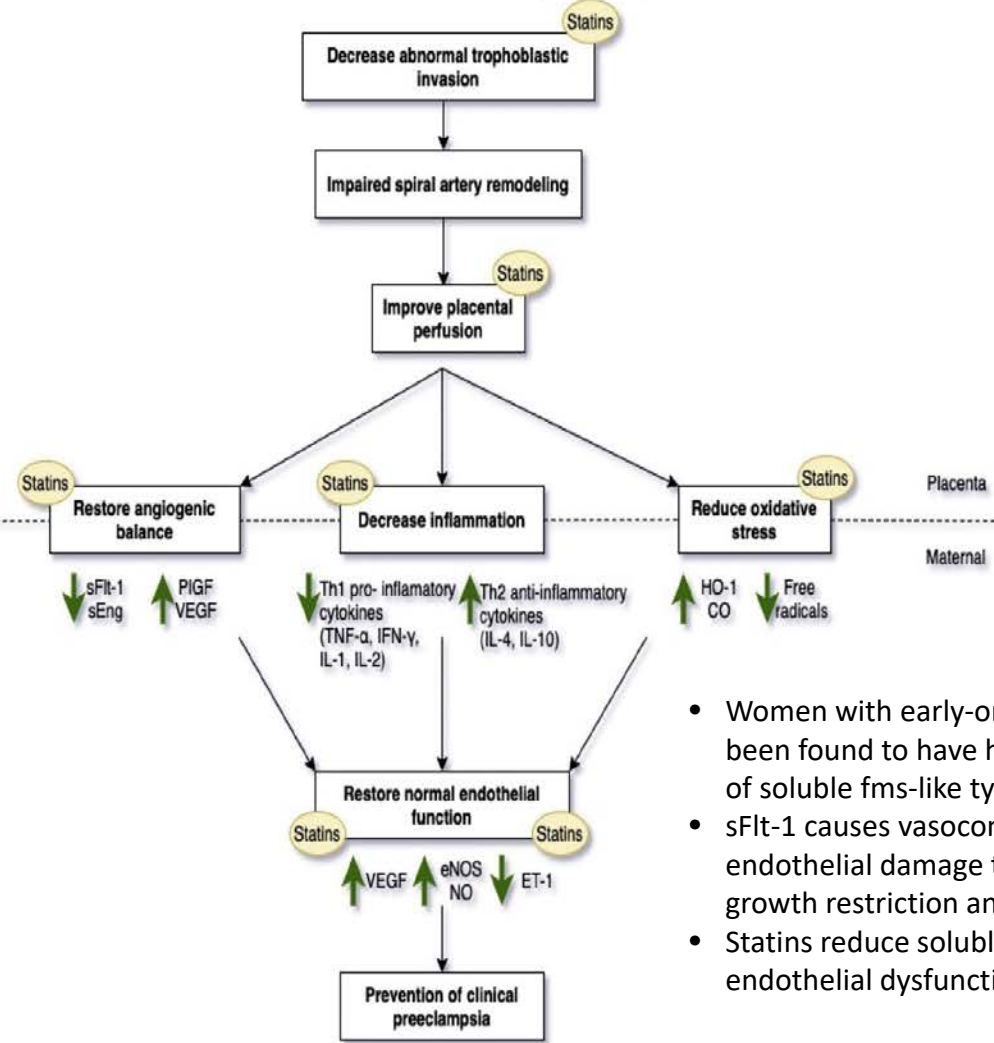 Statins
Decrease abnormal trophoblastic
invasion
Impaired spiral artery remodeling
Statins
Improve placental
perfusion
Statins
Restore angiogenic
balance
Statins
Decrease inflammation
Statins
Reduce oxidative
stress
Placenta
Maternal
sFlt-1
sEng
PlGF
VEGF
Th1 pro- inflamatory
cytokines
(TNF-α, IFN-γ,
IL-1, IL-2)
Th2 anti-inflammatory
cytokines
(IL-4, IL-10)
HO-1
CO
Free
radicals
Restore normal endothelial
function
Statins
Statins
VEGF
eNOS
NO
ET-1
Prevention of clinical
preeclampsia
• Women with early-on
been found to have h
of soluble fms-like ty
• sFlt-1 causes vasocon
endothelial damage t
growth restriction an
• Statins reduce solubl
endothelial dysfuncti